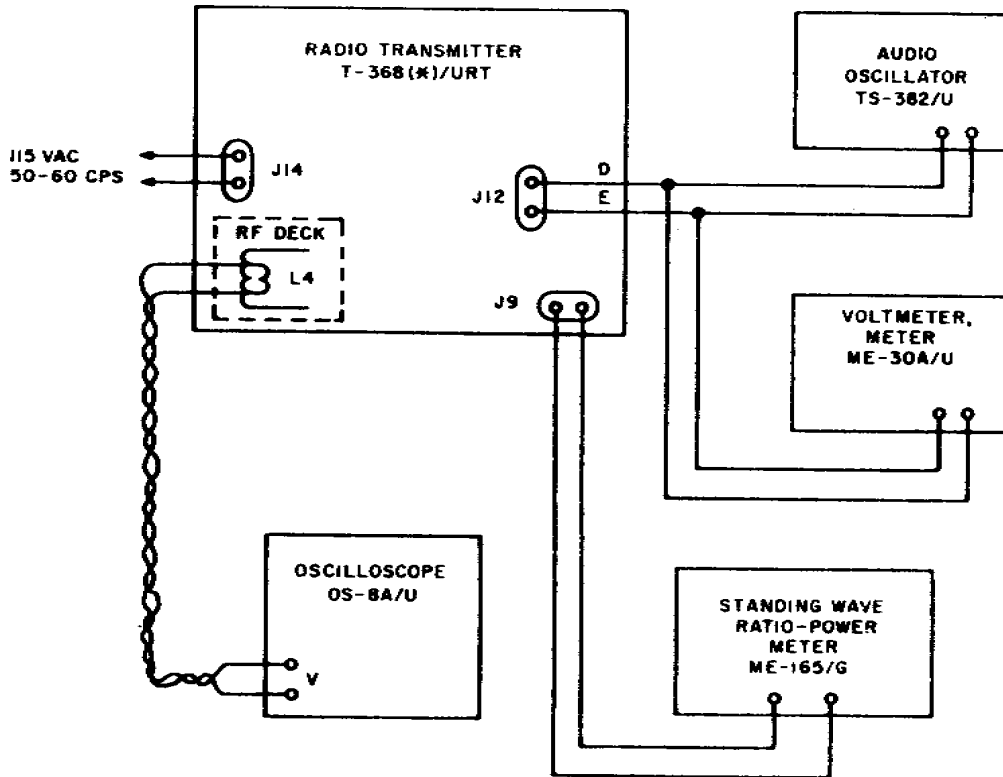 RADIO TRANSMITTER
T-368(*)/URT
AUDIO
OSCILLATOR
TS-382/U
115 VAC
50-60 CPS
J14
J12
D
E
RF DECK
L4
J9
VOLTMETER,
METER
ME-30A/U
OSCILLOSCOPE
OS-8A/U
V
STANDING WAVE
RATIO-POWER
METER
ME-165/G